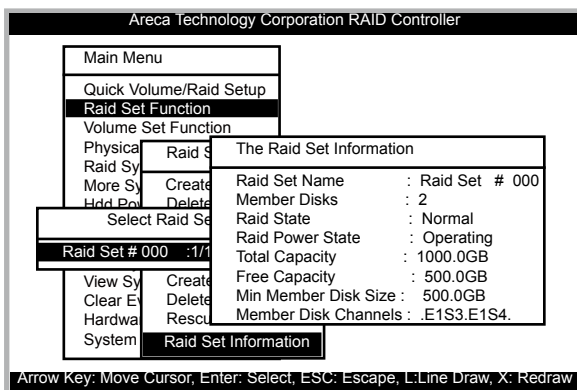 Areca Technology Corporation RAID Controller
Main Menu
Quick Volume/Raid Setup
Raid Set Function
Volume Set Function
Physica
Raid Sy
More Sy
Hdd Pow
View Sy
Clear Ev
Hardwar
System
Raid S
Create
Delete
Create
Delete
Rescu
Raid Set Information
Select Raid Se
Raid Set # 000 :1/1
The Raid Set Information
Raid Set Name : Raid Set # 000
Member Disks : 2
Raid State : Normal
Raid Power State : Operating
Total Capacity : 1000.0GB
Free Capacity : 500.0GB
Min Member Disk Size : 500.0GB
Member Disk Channels : .E1S3.E1S4.
Arrow Key: Move Cursor, Enter: Select, ESC: Escape, L:Line Draw, X: Redraw